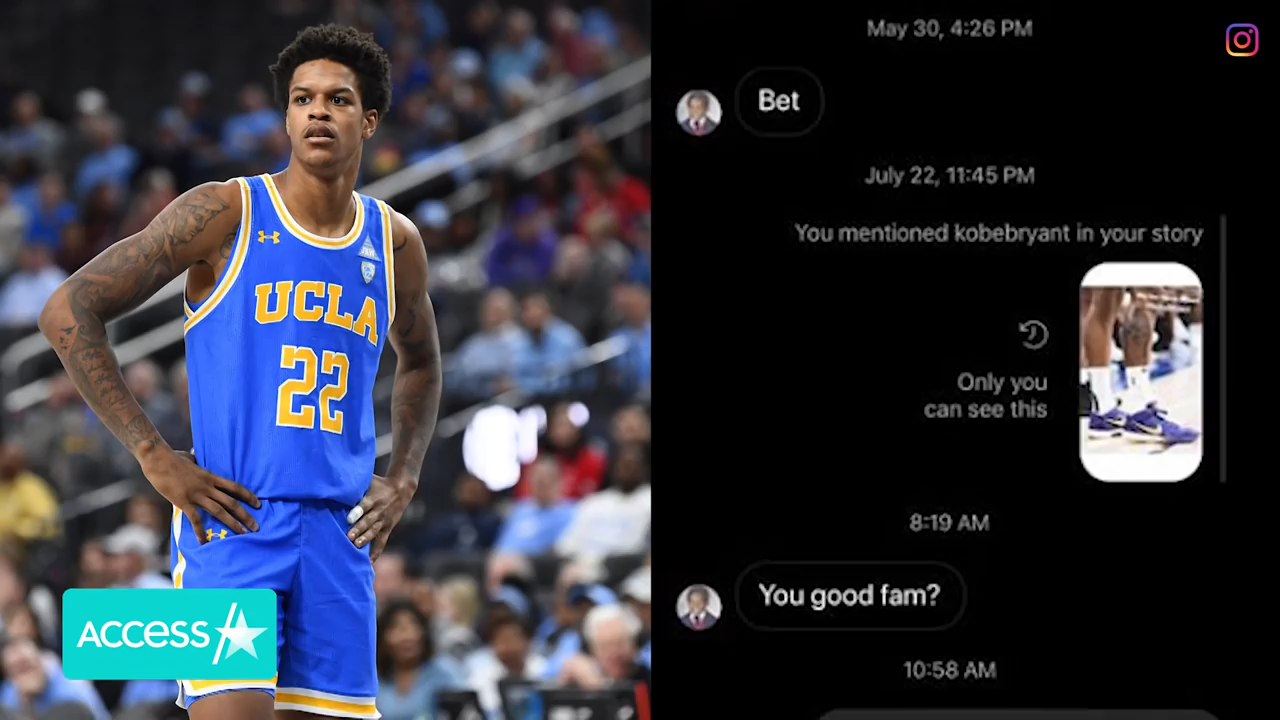 UCLA
22
ACCESS
May 30, 4:26 PM
Bet
July 22, 11:45 PM
You mentioned kobebryant in your story
Only you
can see this
8:19 AM
You good fam?
10:58 AM